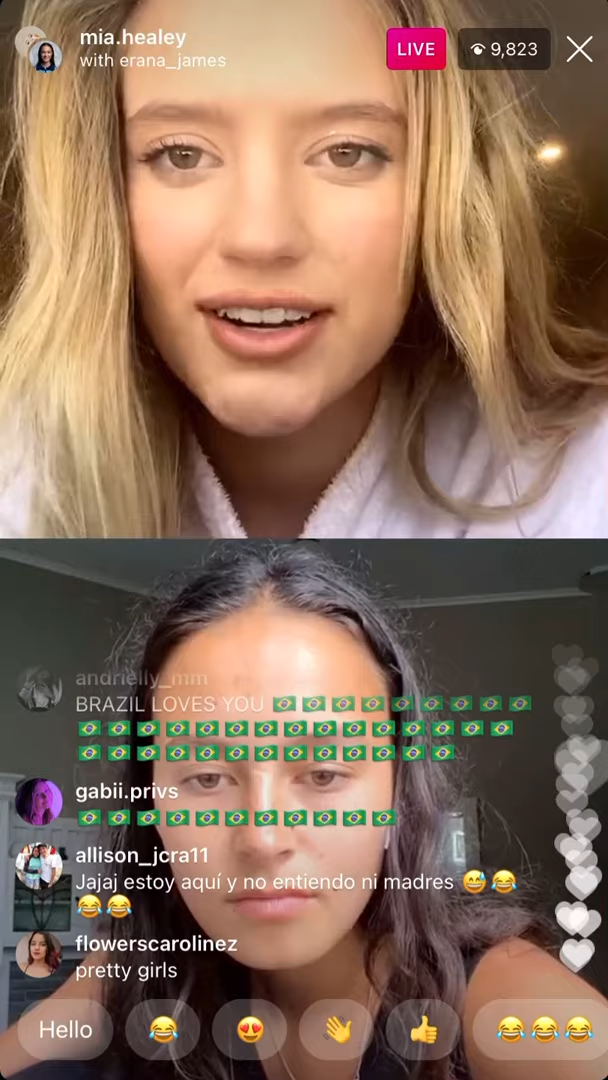 mia.healey
with erana_james
LIVE
9,823
andrielly_mm
BRAZIL LOVES YOU 🇧🇷🇧🇷🇧🇷🇧🇷🇧🇷🇧🇷🇧🇷🇧🇷🇧🇷
🇧🇷🇧🇷🇧🇷🇧🇷🇧🇷🇧🇷🇧🇷🇧🇷🇧🇷🇧🇷🇧🇷🇧🇷🇧🇷🇧🇷🇧🇷
🇧🇷🇧🇷🇧🇷🇧🇷🇧🇷🇧🇷🇧🇷🇧🇷🇧🇷🇧🇷🇧🇷🇧🇷🇧🇷
gabii.privs
🇧🇷🇧🇷🇧🇷🇧🇷🇧🇷🇧🇷🇧🇷🇧🇷🇧🇷🇧🇷🇧🇷
allison_jcra11
Jajaj estoy aquí y no entiendo ni madres 😅😂
😂😂
flowerscarolinez
pretty girls
Hello 😂 😍 👋 👍 😂😂😂